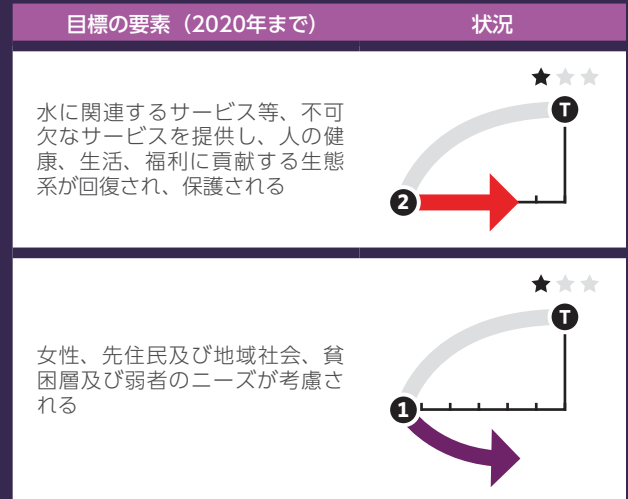 目標の要素（2020年まで）
状況
水に関連するサービス等、不可
欠なサービスを提供し、人の健
康、生活、福利に貢献する生態
系が回復され、保護される
T
2
女性、先住民及び地域社会、貧
困層及び弱者のニーズが考慮さ
れる
T
1